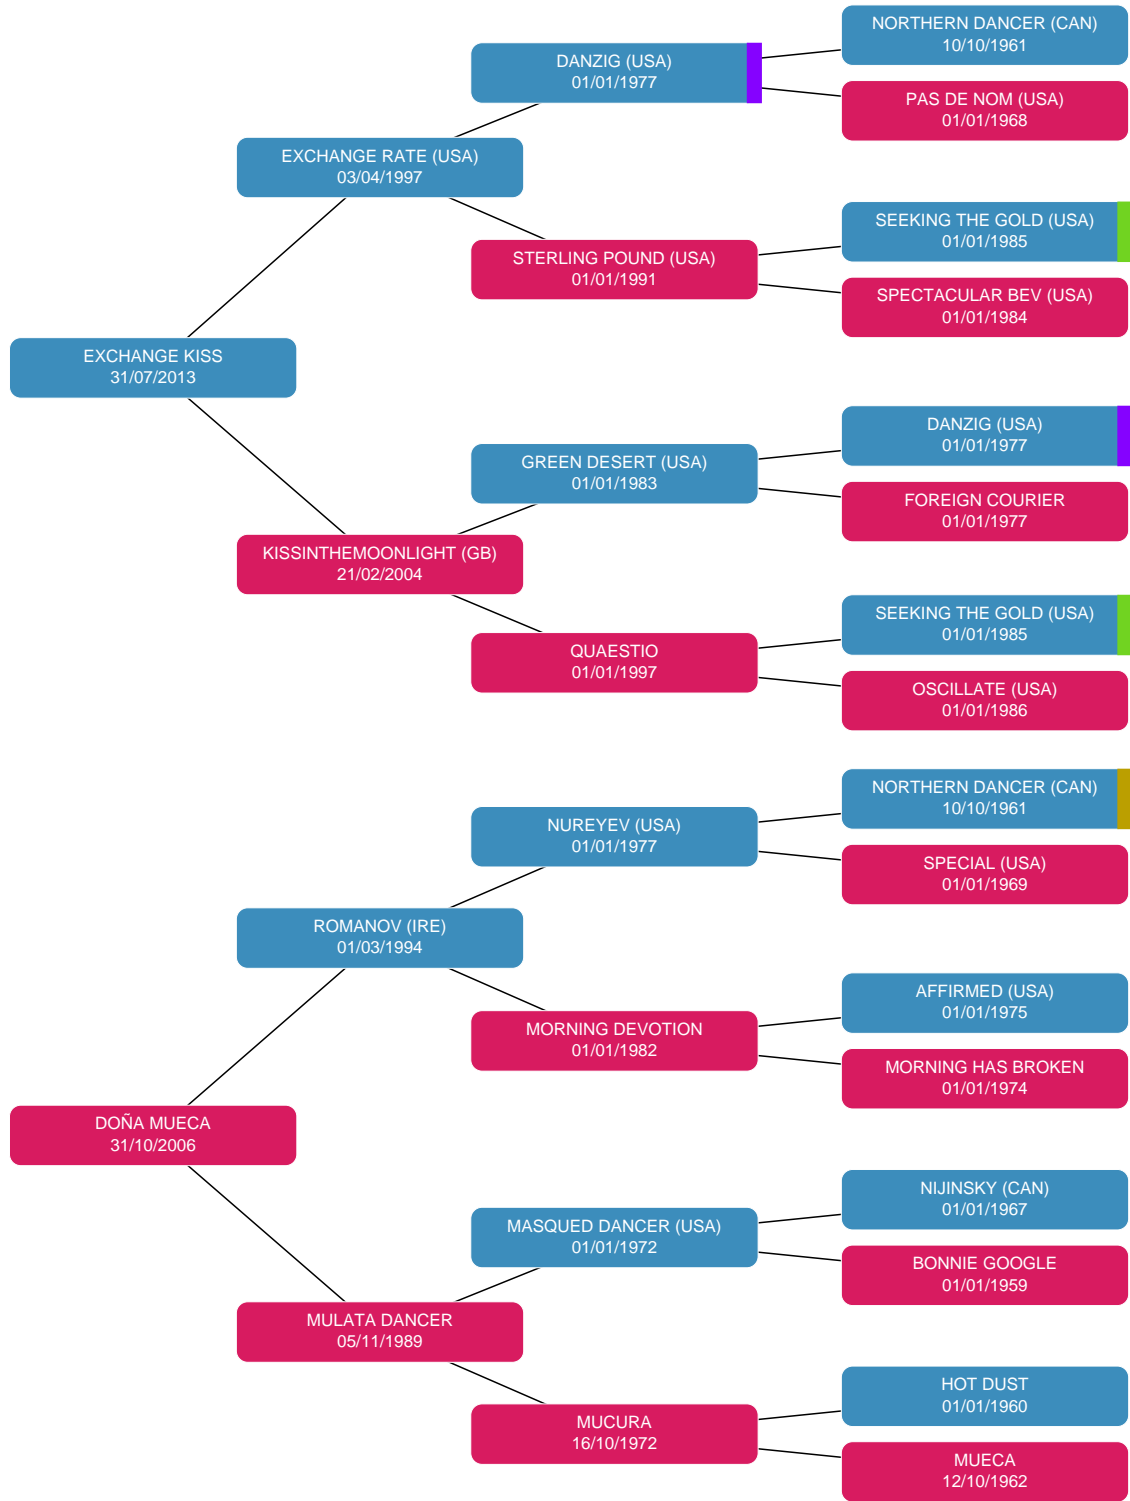 NORTHERN DANCER (CAN)
10/10/1961
DANZIG (USA)
01/01/1977
PAS DE NOM (USA)
01/01/1968
EXCHANGE RATE (USA)
03/04/1997
SEEKING THE GOLD (USA)
01/01/1985
STERLING POUND (USA)
01/01/1991
SPECTACULAR BEV (USA)
01/01/1984
EXCHANGE KISS
31/07/2013
DANZIG (USA)
01/01/1977
GREEN DESERT (USA)
01/01/1983
FOREIGN COURIER
01/01/1977
KISSINTHEMOONLIGHT (GB)
21/02/2004
SEEKING THE GOLD (USA)
01/01/1985
QUAESTIO
01/01/1997
OSCILLATE (USA)
01/01/1986
NORTHERN DANCER (CAN)
10/10/1961
NUREYEV (USA)
01/01/1977
SPECIAL (USA)
01/01/1969
ROMANOV (IRE)
01/03/1994
AFFIRMED (USA)
01/01/1975
MORNING DEVOTION
01/01/1982
MORNING HAS BROKEN
01/01/1974
DOÑA MUECA
31/10/2006
NIJINSKY (CAN)
01/01/1967
MASQUED DANCER (USA)
01/01/1972
BONNIE GOOGLE
01/01/1959
MULATA DANCER
05/11/1989
HOT DUST
01/01/1960
MUCURA
16/10/1972
MUECA
12/10/1962